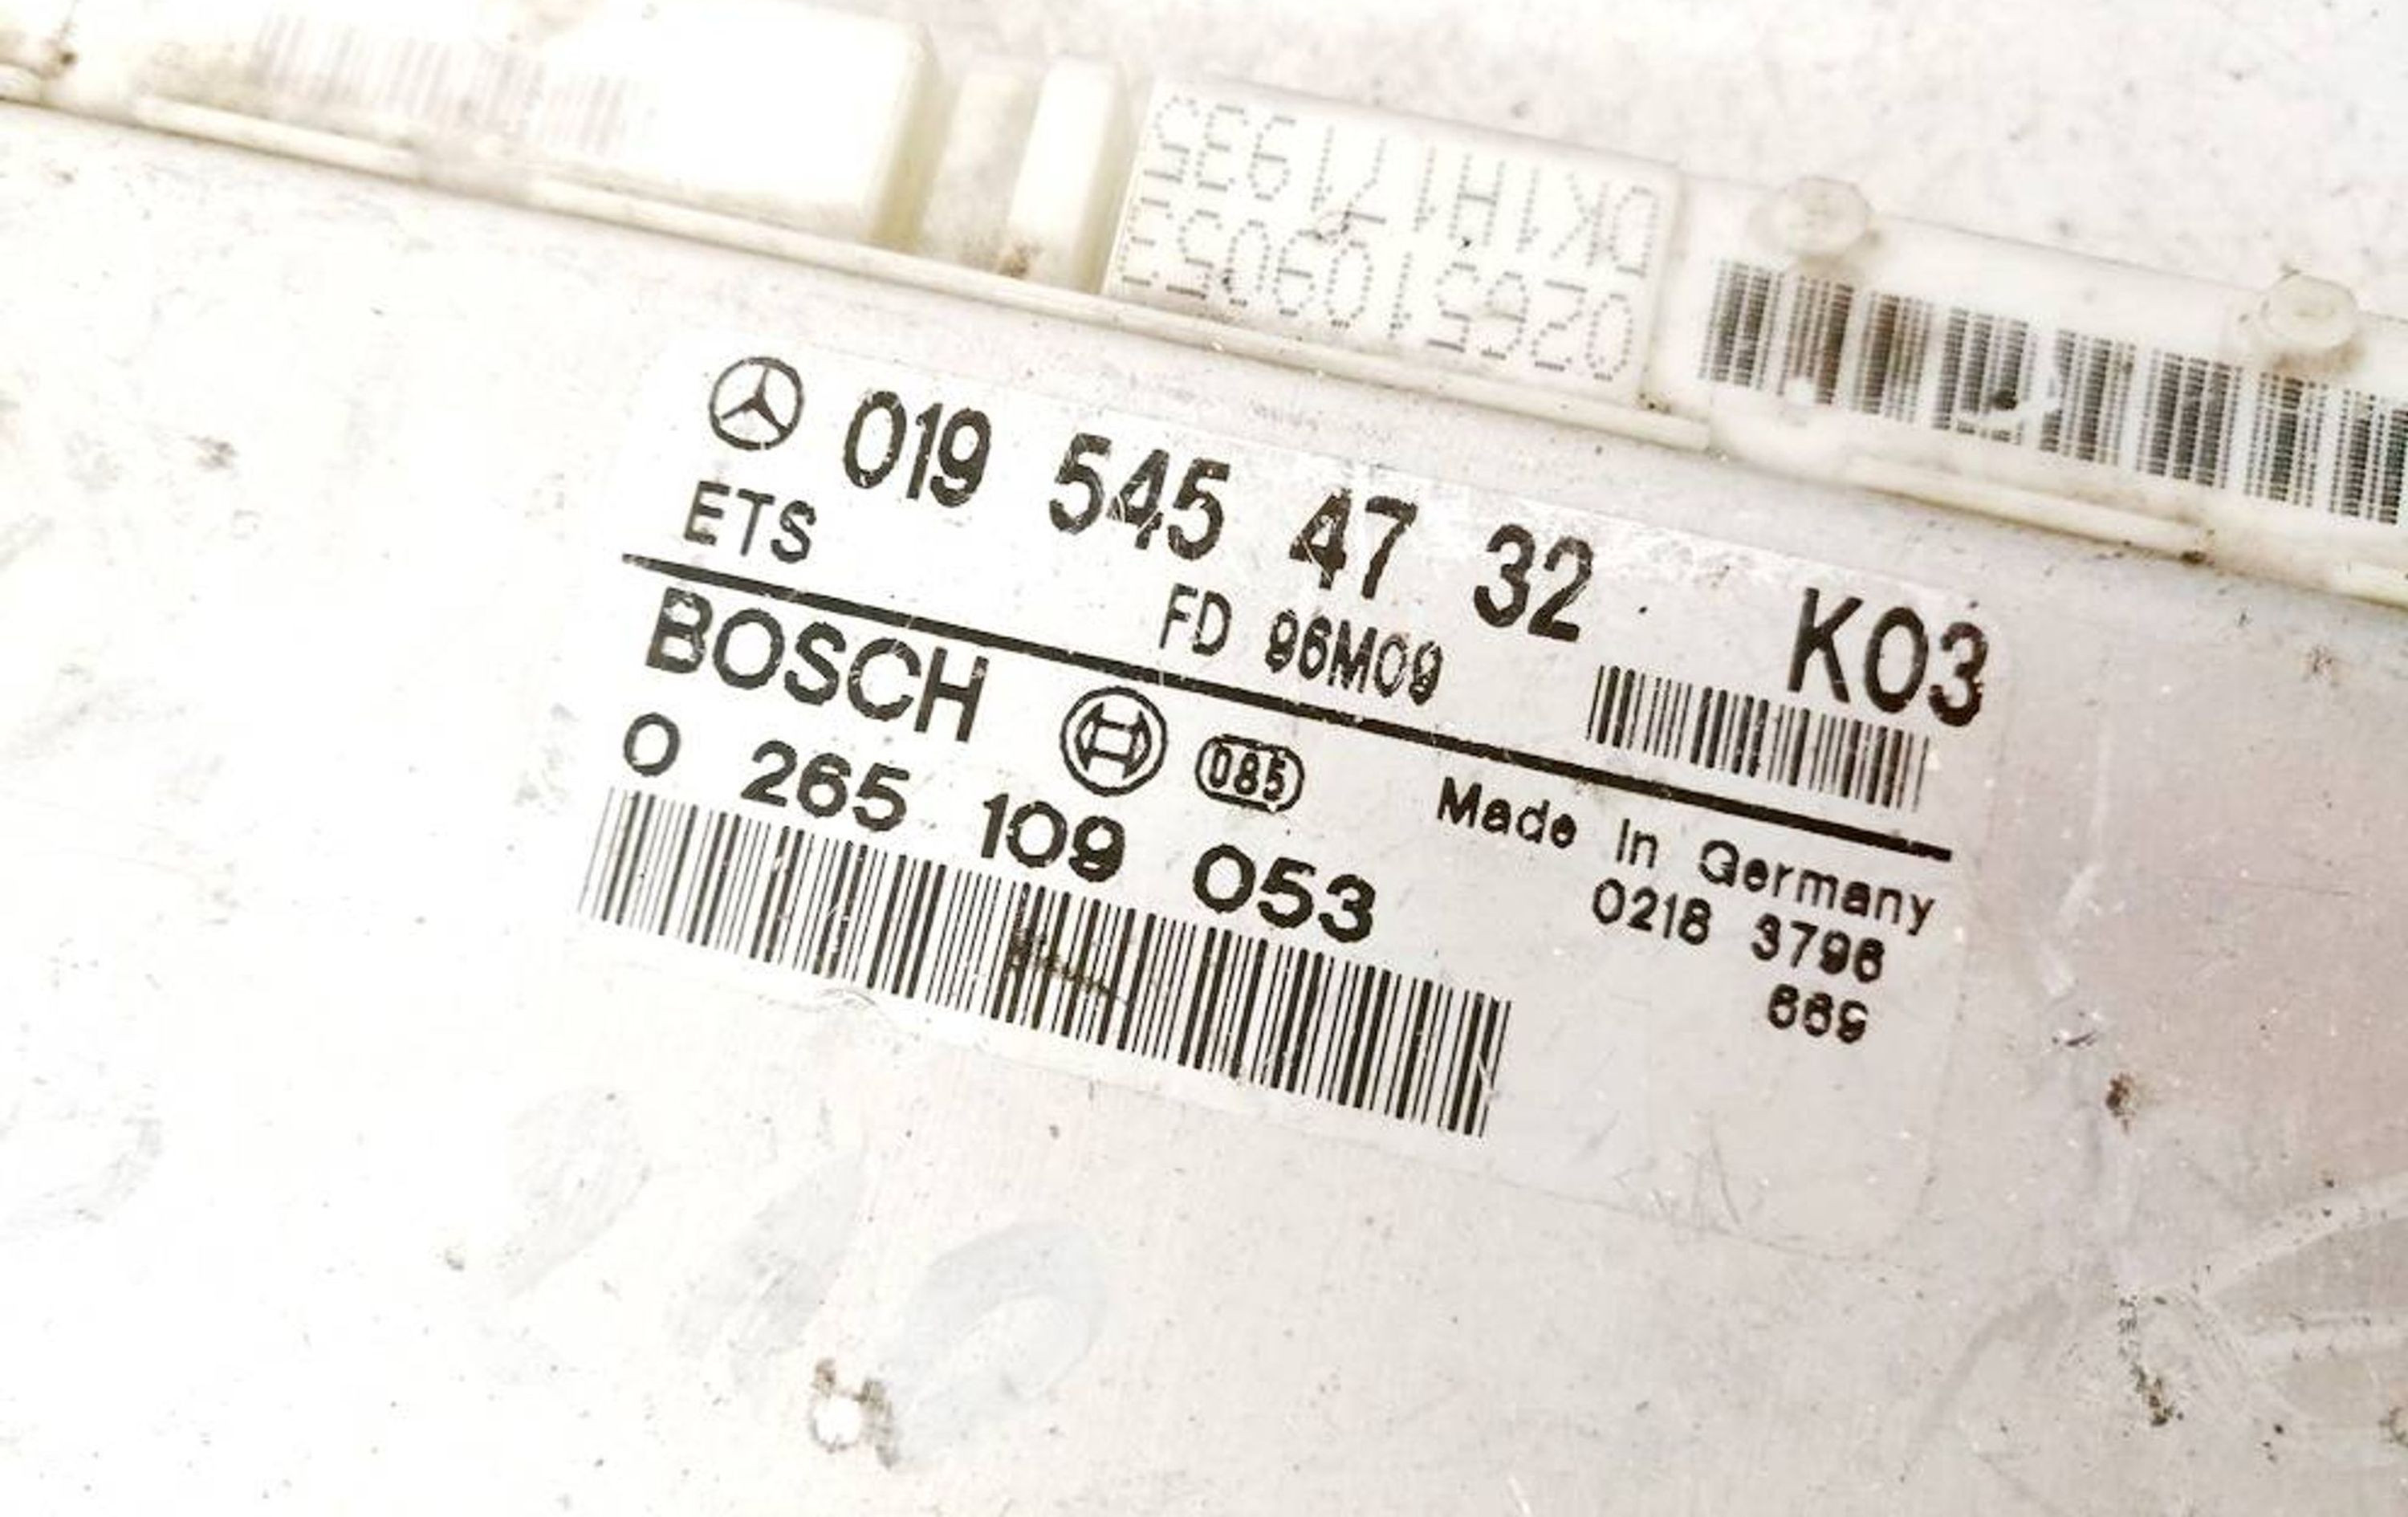 0265109053
DK1H171935
019 545 47 32 K03
ETS FD 96M09
BOSCH 085 Made in Germany
0 265 109 053 0218 3796
669